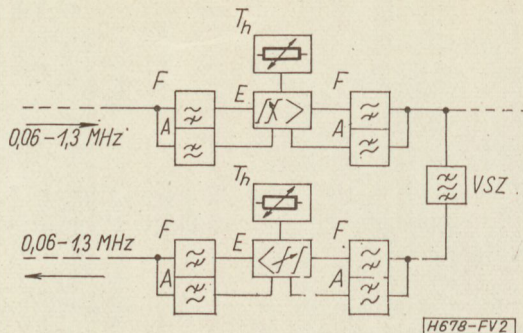 Th
F E F
A A
0,06-1,3 MHz
VSZ
Th
0,06-1,3 MHz F E F
A A
H678-FV2